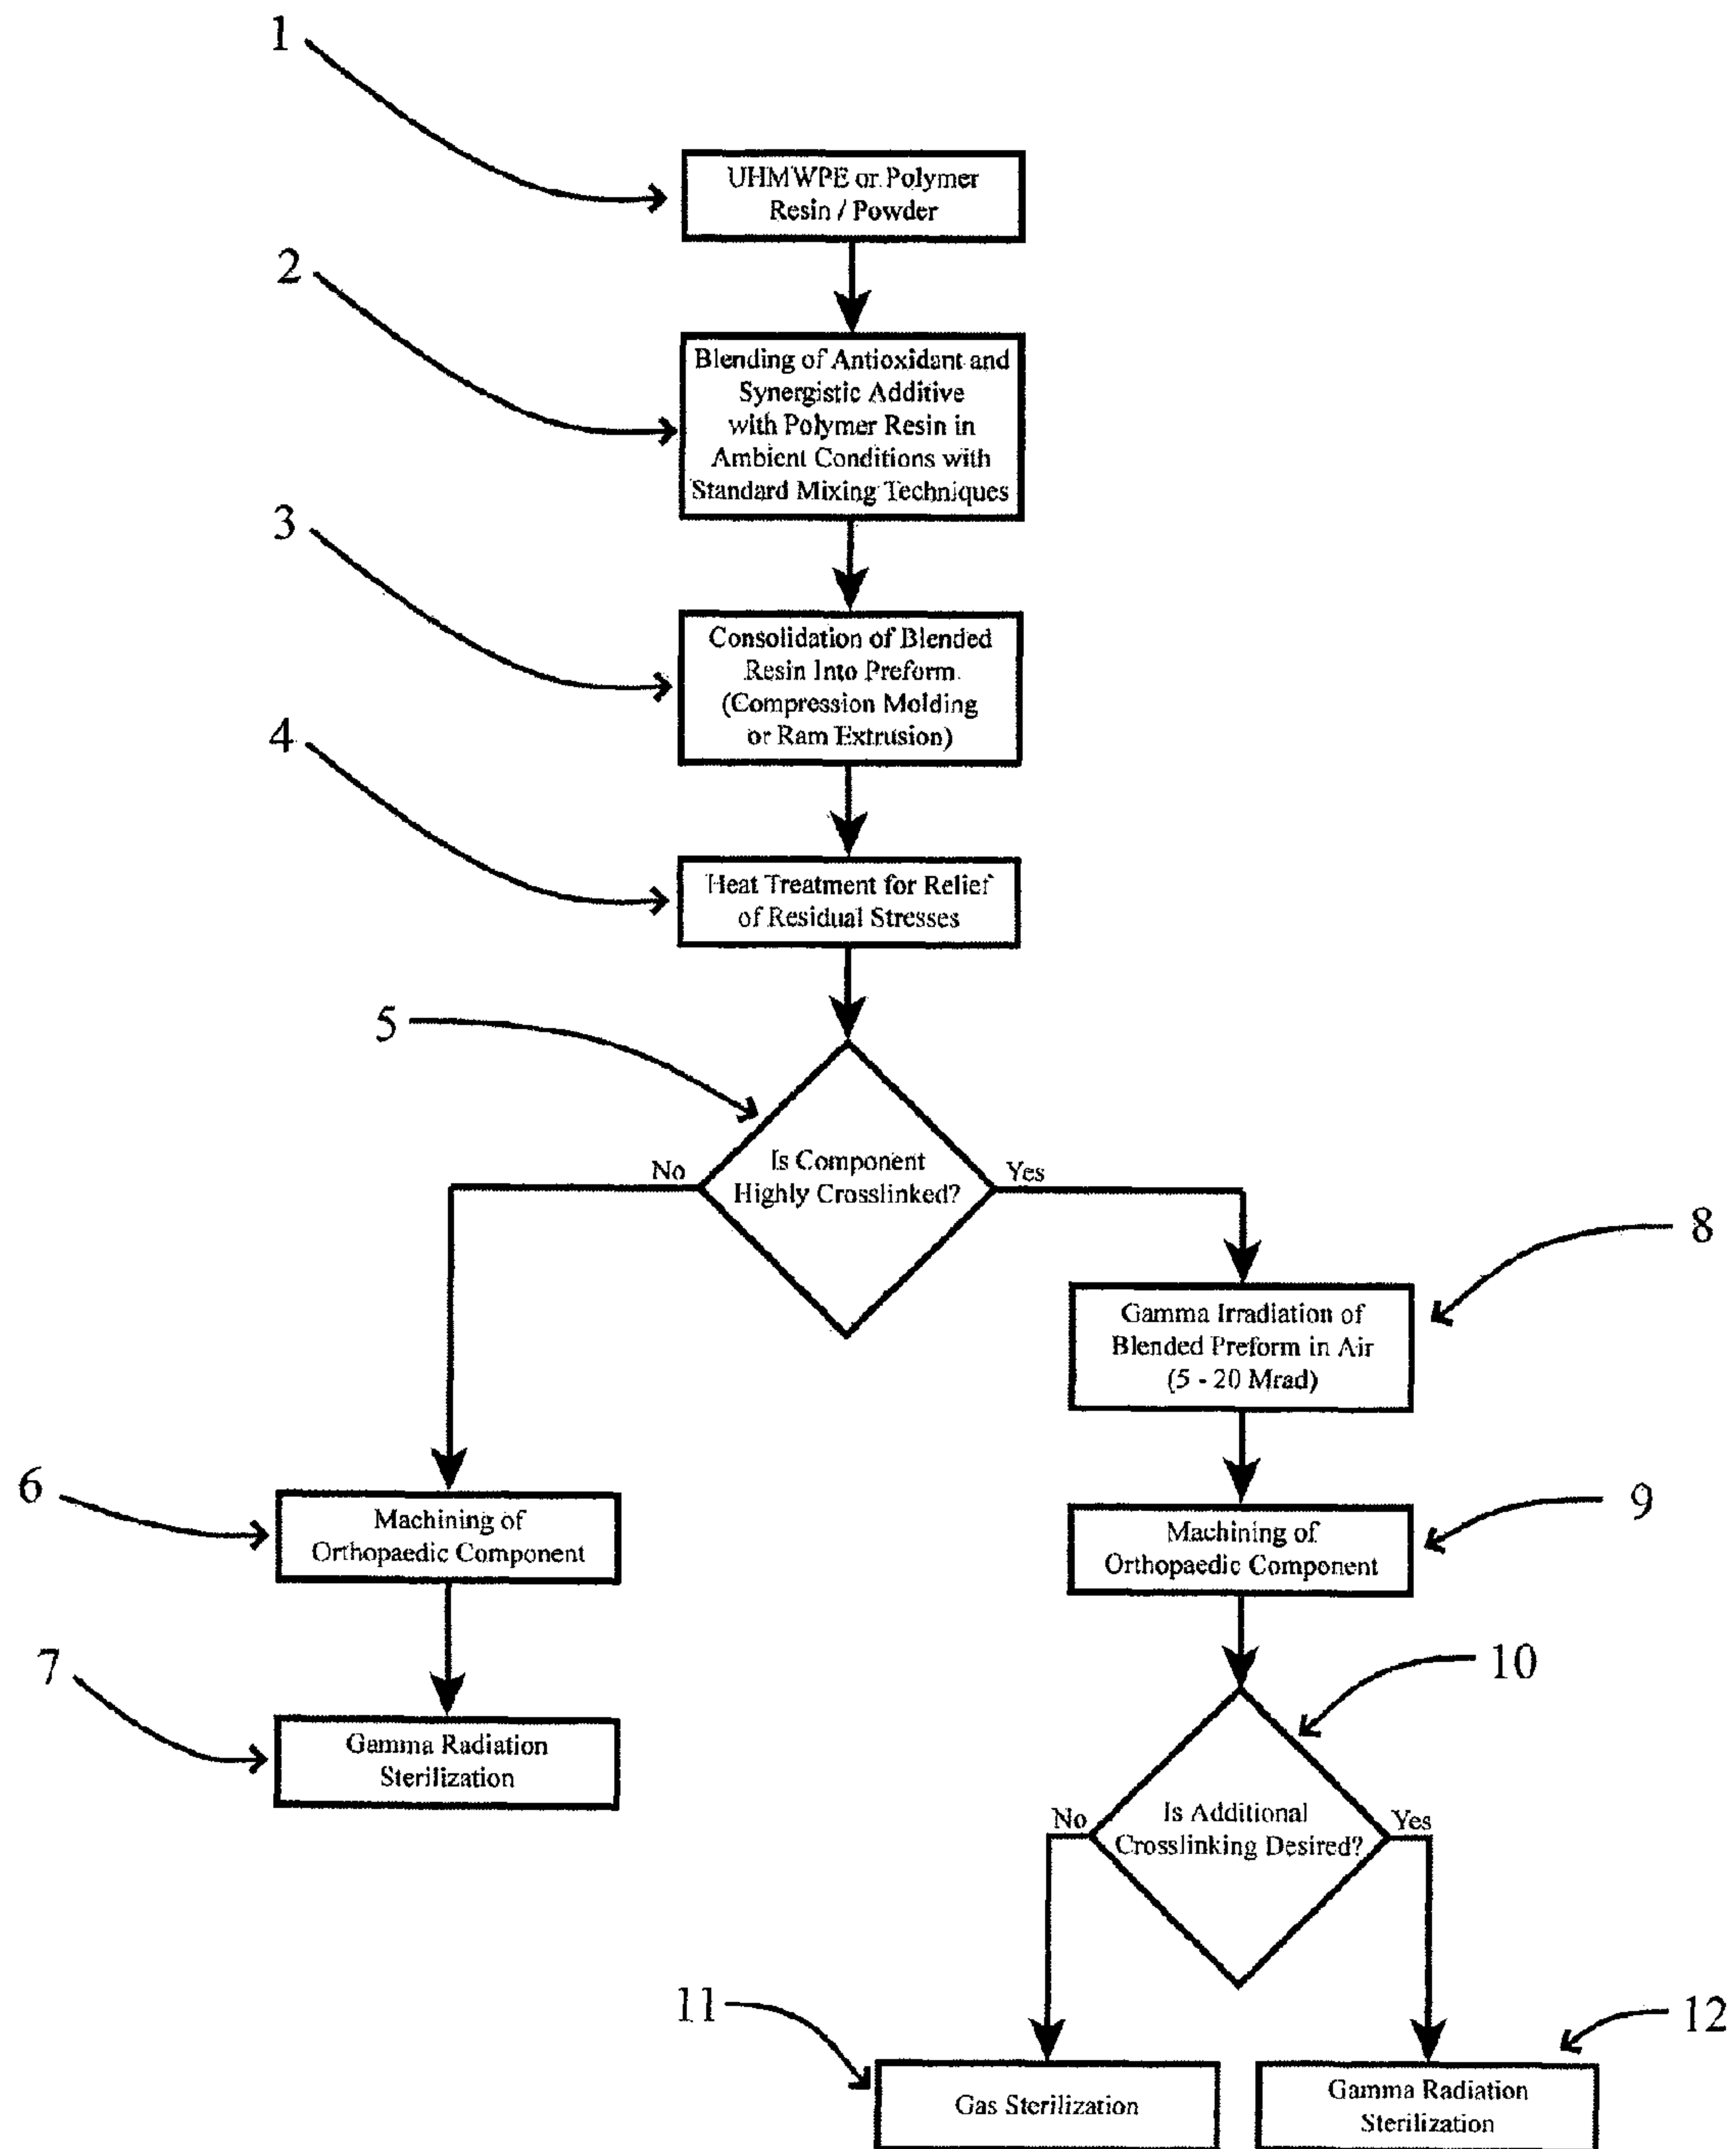 1
UHMWPE or Polymer
Resin / Powder
2
Blending of Antioxidant and
Synergistic Additive
with Polymer Resin in
Ambient Conditions with
Standard Mixing Techniques
3
Consolidation of Blended
Resin Into Preform
(Compression Molding
or Ram Extrusion)
4
Heat Treatment for Relief
of Residual Stresses
5
Is Component
Highly Crosslinked?
No
Yes
8
Gamma Irradiation of
Blended Preform in Air
(5 - 20 Mrad)
6
Machining of
Orthopaedic Component
9
Machining of
Orthopaedic Component
7
Gamma Radiation
Sterilization
10
Is Additional
Crosslinking Desired?
No
Yes
11
Gas Sterilization
12
Gamma Radiation
Sterilization